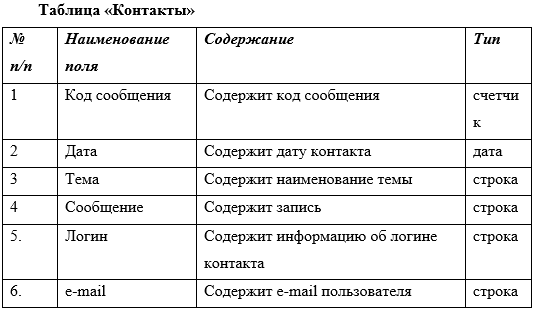 Таблица «Контакты»
№ п/п Наименование поля Содержание Тип
1 Код сообщения Содержит код сообщения счетчик
2 Дата Содержит дату контакта дата
3 Тема Содержит наименование темы строка
4 Сообщение Содержит запись строка
5. Логин Содержит информацию об логине контакта строка
6. e-mail Содержит e-mail пользователя строка